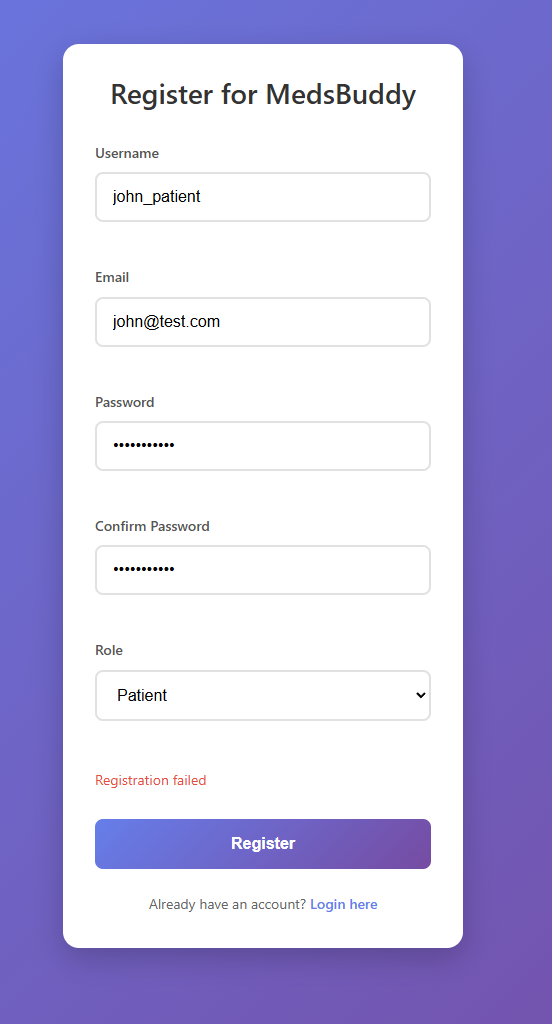 Register for MedsBuddy
Username
john_patient
Email
john@test.com
Password
•••••••••••
Confirm Password
•••••••••••
Role
Patient
Registration failed
Register
Already have an account? Login here